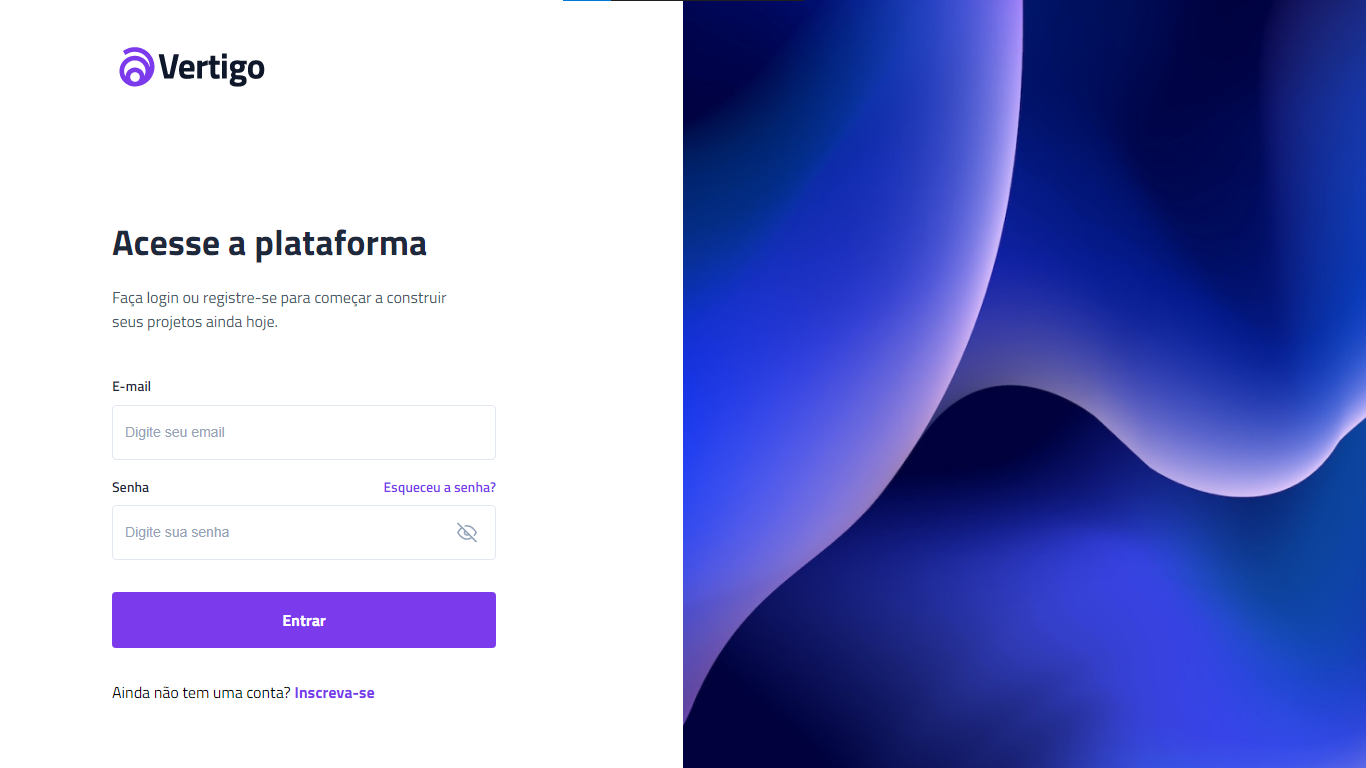 Vertigo
Acesse a plataforma
Faça login ou registre-se para começar a construir
seus projetos ainda hoje.
E-mail
Digite seu email
Senha Esqueceu a senha?
Digite sua senha
Entrar
Ainda não tem uma conta? Inscreva-se